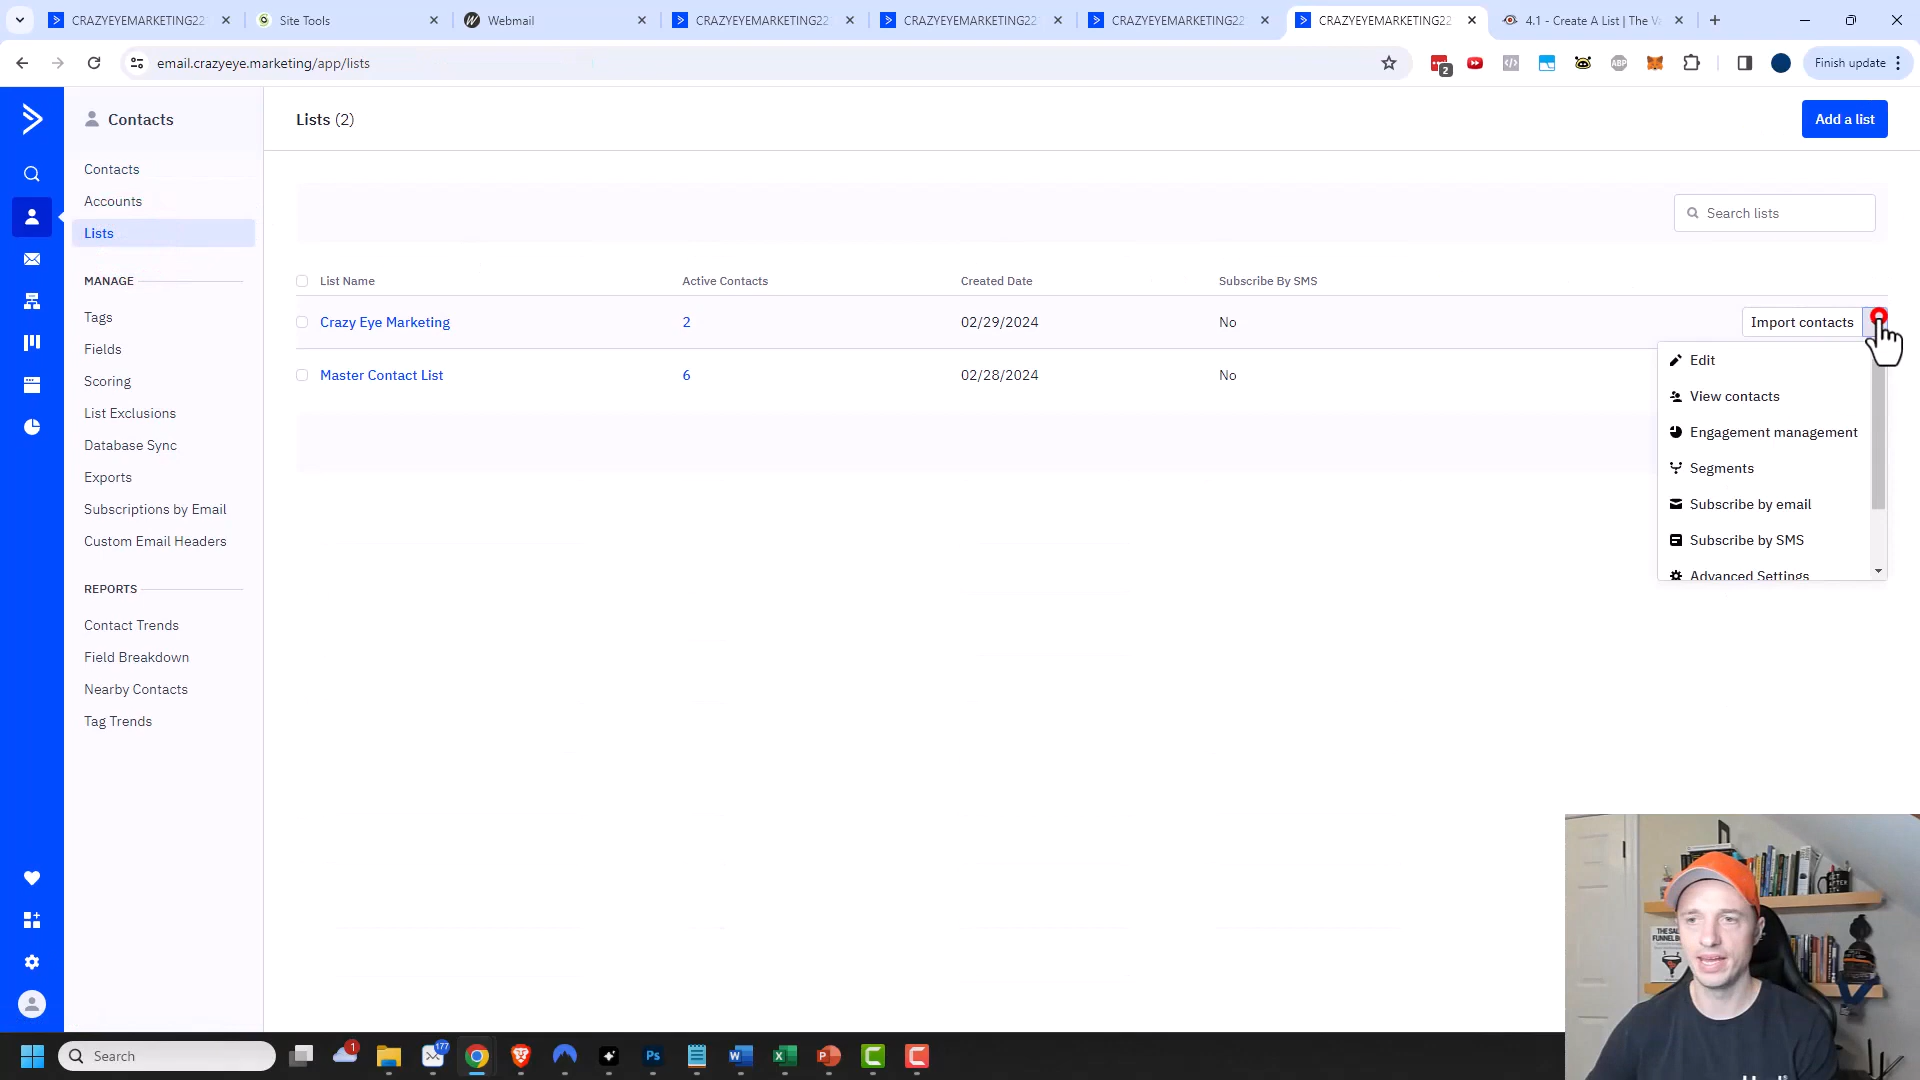 CRAZYEYEMARKETING22
Site Tools
Webmail
CRAZYEYEMARKETING22
CRAZYEYEMARKETING22
CRAZYEYEMARKETING22
CRAZYEYEMARKETING22
4.1 - Create A List | The
email.crazyeye.marketing/app/lists
2
ABP
Finish update
Contacts
Contacts
Accounts
Lists
MANAGE
Tags
Fields
Scoring
List Exclusions
Database Sync
Exports
Subscriptions by Email
Custom Email Headers
REPORTS
Contact Trends
Field Breakdown
Nearby Contacts
Tag Trends
Lists (2)
Add a list
Search lists
List Name
Active Contacts
Created Date
Subscribe By SMS
Crazy Eye Marketing
2
02/29/2024
No
Import contacts
Master Contact List
6
02/28/2024
No
Edit
View contacts
Engagement management
Segments
Subscribe by email
Subscribe by SMS
Advanced Settings
Search
1
177
Ps